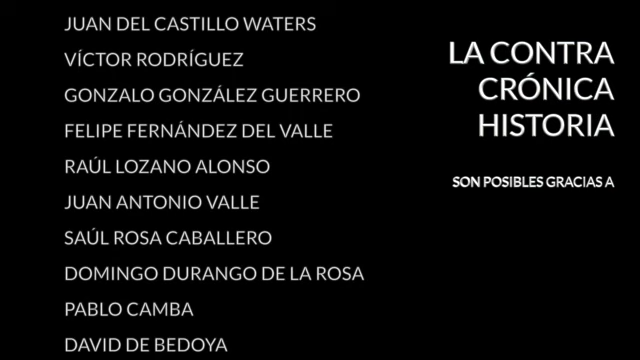 JUAN DEL CASTILLO WATERS
VÍCTOR RODRÍGUEZ
GONZALO GONZÁLEZ GUERRERO
FELIPE FERNÁNDEZ DEL VALLE
RAÚL LOZANO ALONSO
JUAN ANTONIO VALLE
SAÚL ROSA CABALLERO
DOMINGO DURANGO DE LA ROSA
PABLO CAMBA
DAVID DE BEDOYA
LA CONTRA
CRÓNICA
HISTORIA
SON POSIBLES GRACIAS A